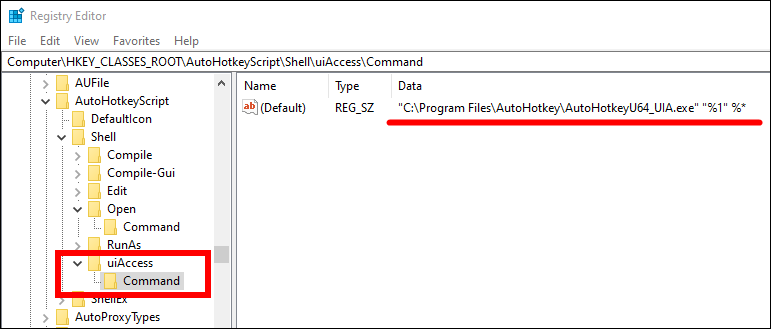 Registry Editor
File Edit View Favorites Help
Computer\HKEY_CLASSES_ROOT\AutoHotkeyScript\Shell\uiAccess\Command
AUFile
AutoHotkeyScript
DefaultIcon
Shell
Compile
Compile-Gui
Edit
Open
Command
RunAs
uiAccess
Command
ShellEx
AutoProxyTypes
Name Type Data
ab (Default) REG_SZ "C:\Program Files\AutoHotkey\AutoHotkeyU64_UIA.exe" "%1" %*